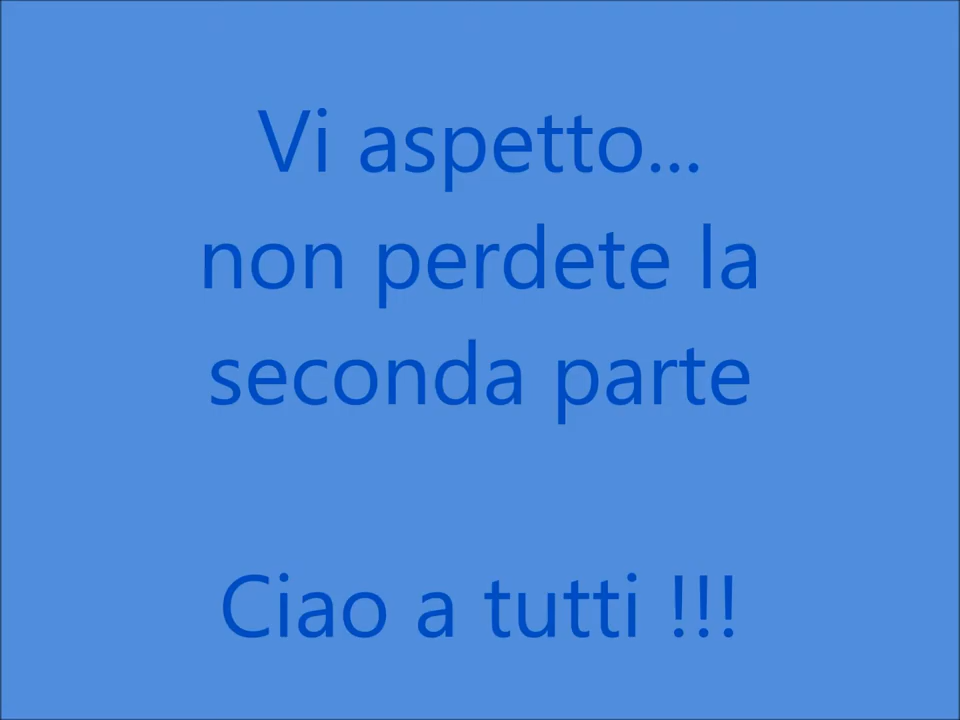 Vi aspetto...
non perdete la
seconda parte
Ciao a tutti !!!